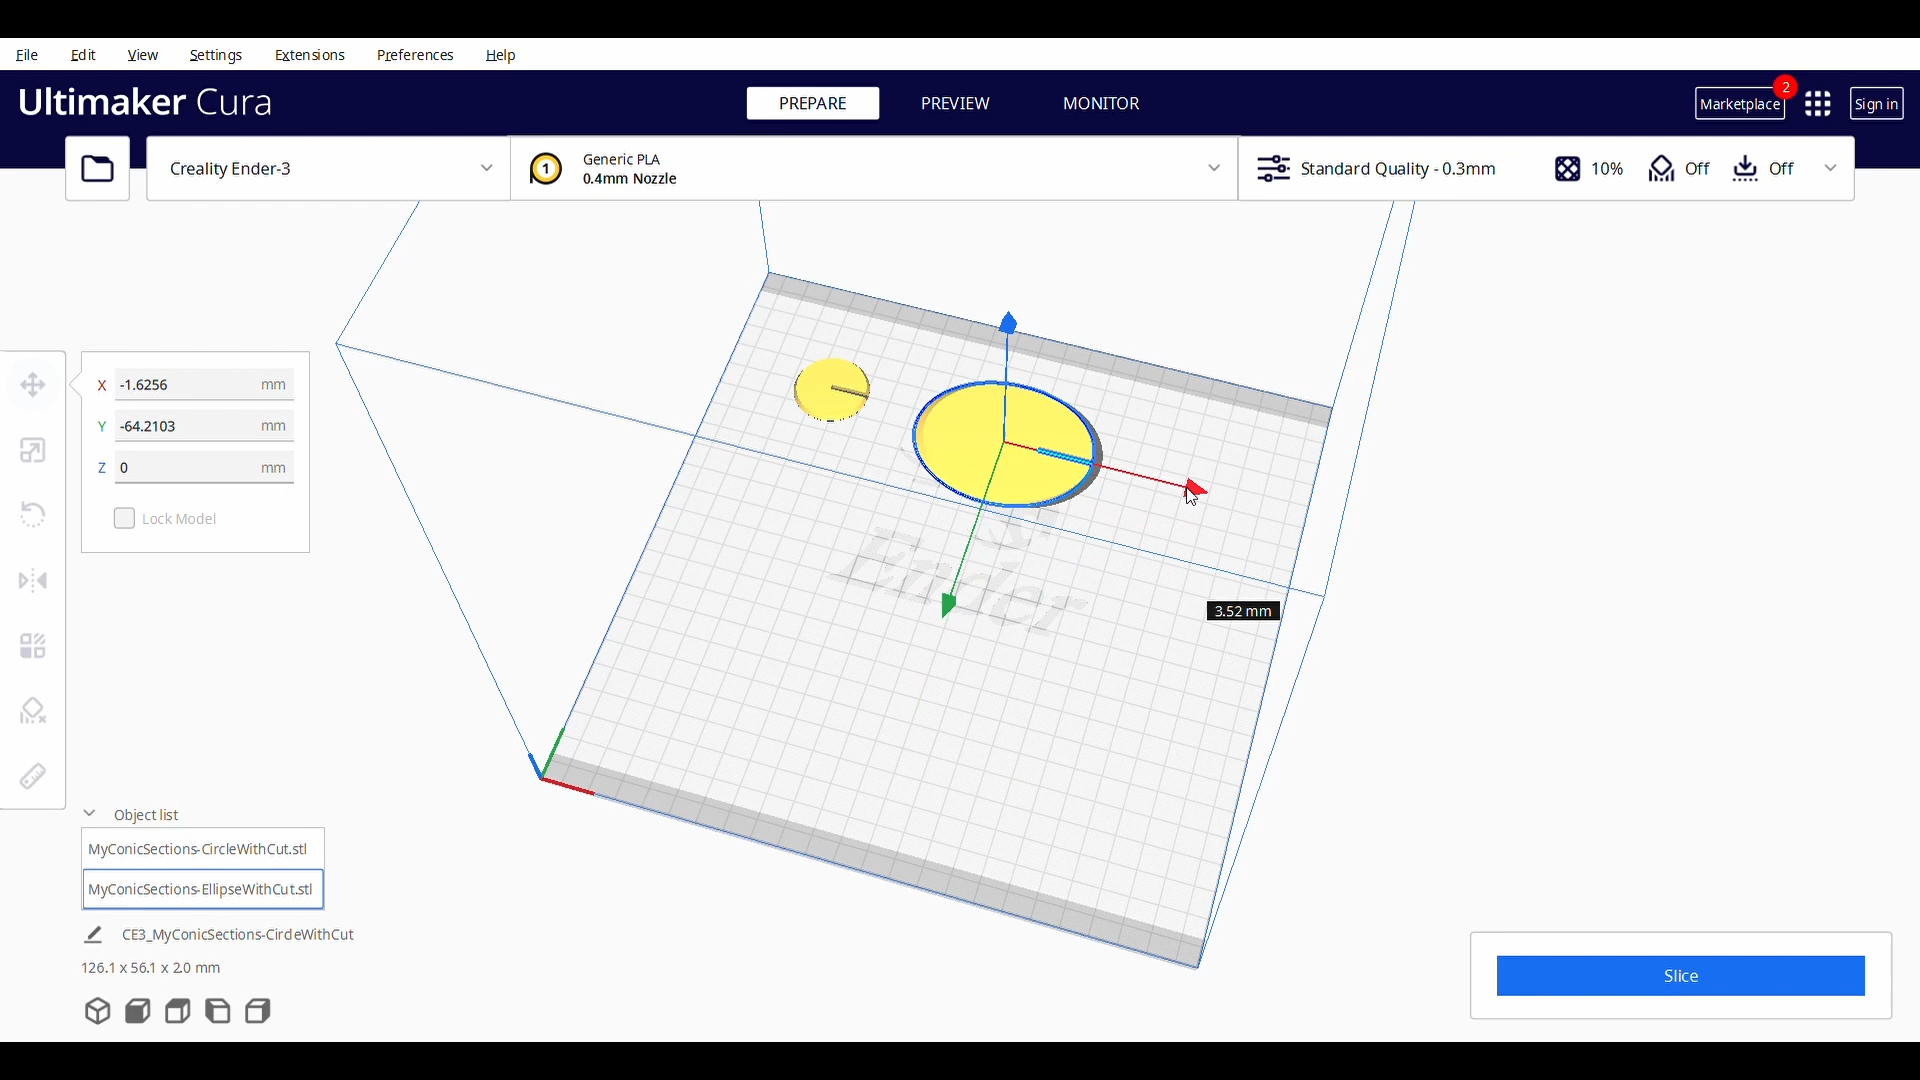 File Edit View Settings Extensions Preferences Help
Ultimaker Cura
PREPARE PREVIEW MONITOR
Marketplace 2 Sign in
Creality Ender-3
1 Generic PLA
0.4mm Nozzle
Standard Quality - 0.3mm 10% Off Off
X -1.6256 mm
Y -64.2103 mm
Z 0 mm
Lock Model
Ender
3.52 mm
Object list
MyConicSections-CircleWithCut.stl
MyConicSections-EllipseWithCut.stl
CE3_MyConicSections-CircleWithCut
126.1 x 56.1 x 2.0 mm
Slice